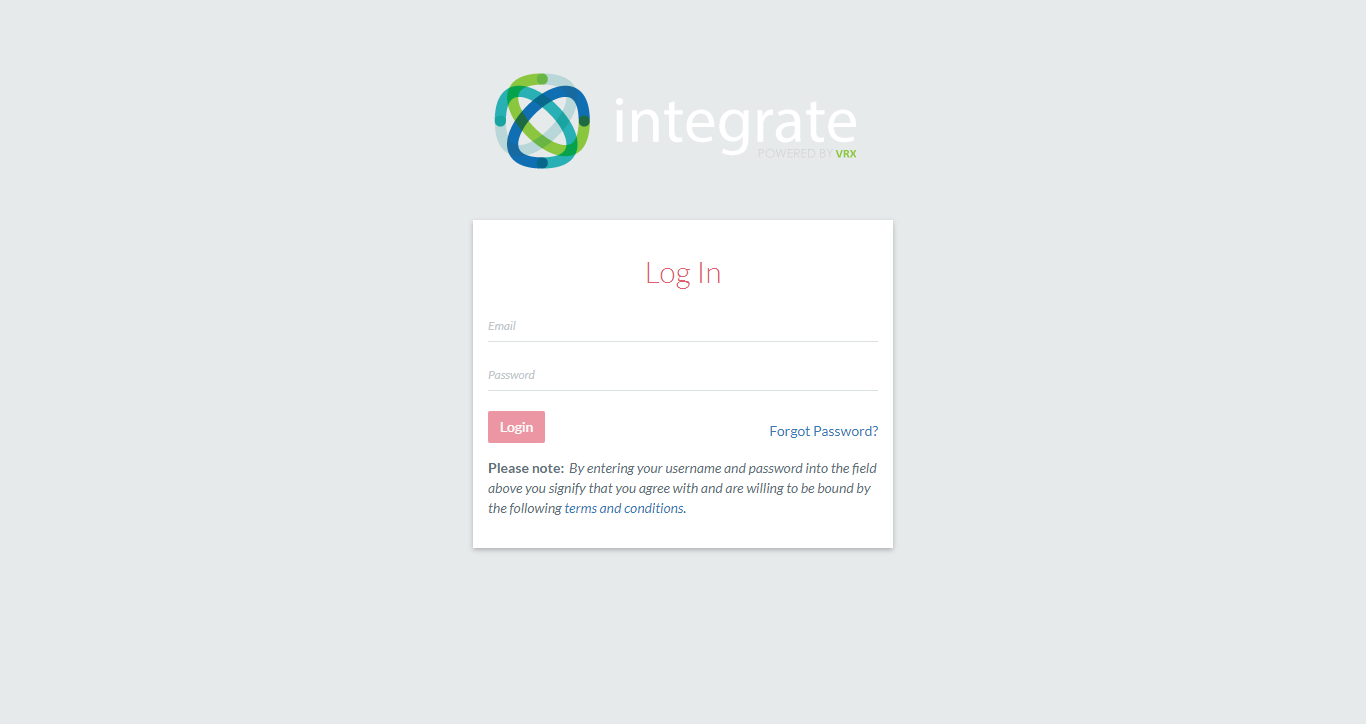 integrate
POWERED BY VRX
Log In
Email
Password
Login
Forgot Password?
Please note: By entering your username and password into the field
above you signify that you agree with and are willing to be bound by
the following terms and conditions.